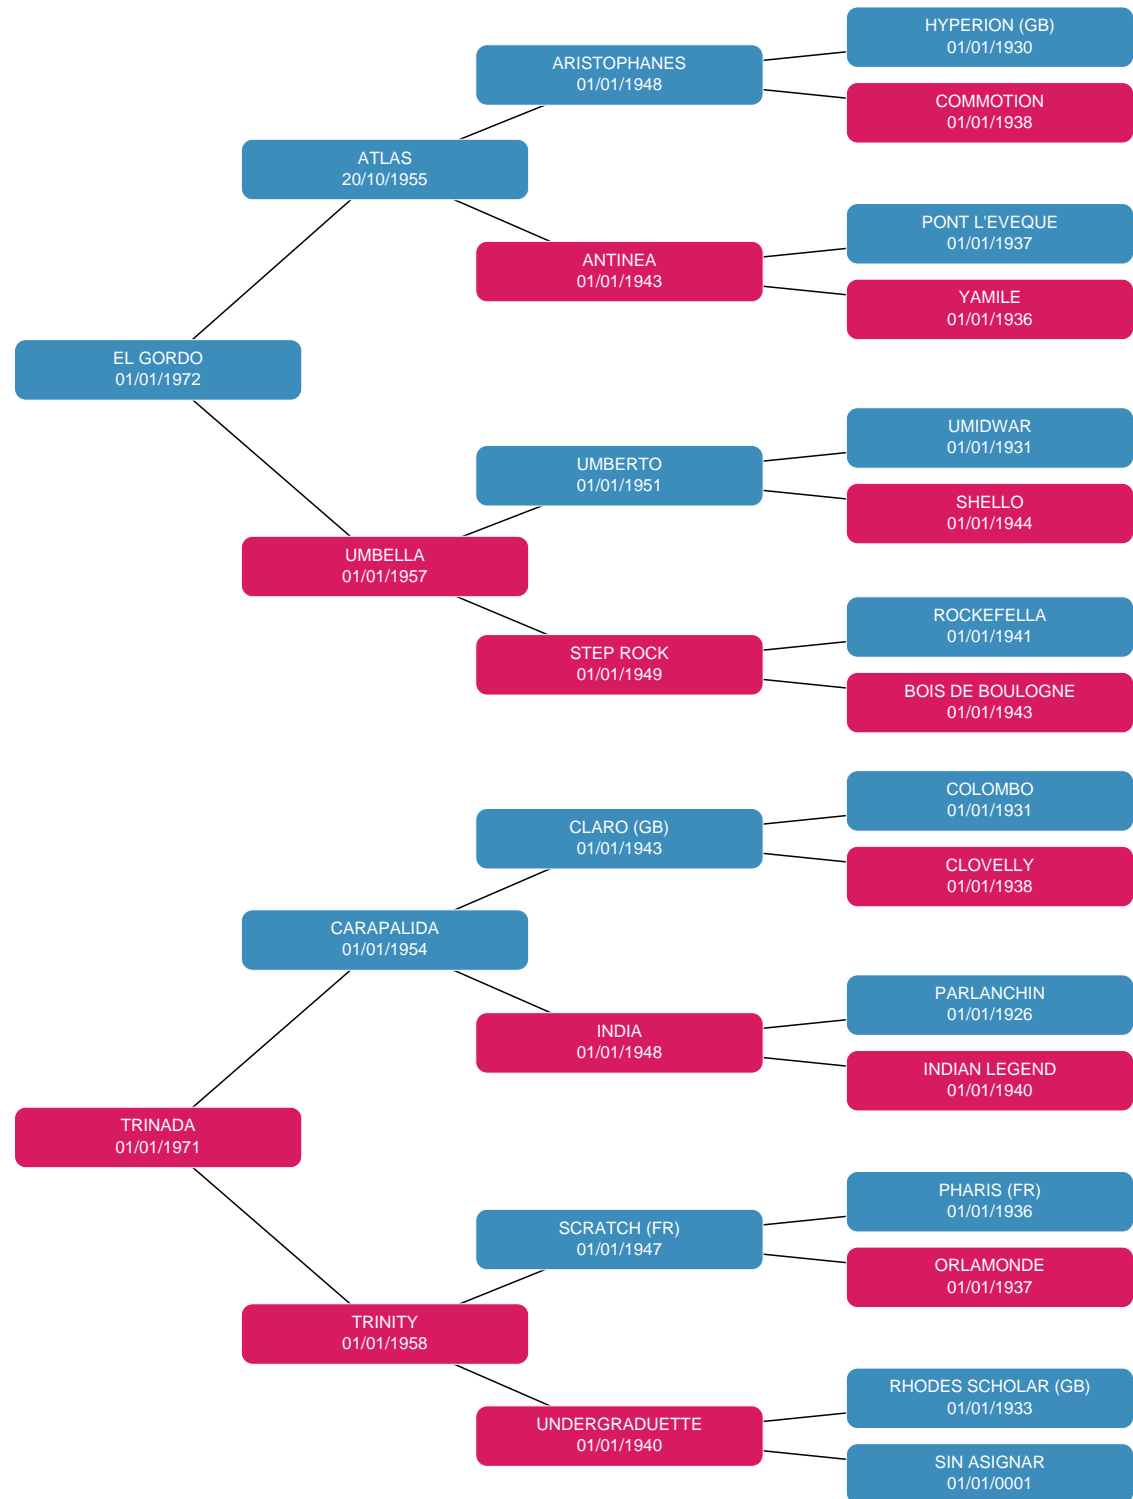 HYPERION (GB)
01/01/1930
ARISTOPHANES
01/01/1948
COMMOTION
01/01/1938
ATLAS
20/10/1955
PONT L'EVEQUE
01/01/1937
ANTINEA
01/01/1943
YAMILE
01/01/1936
EL GORDO
01/01/1972
UMIDWAR
01/01/1931
UMBERTO
01/01/1951
SHELLO
01/01/1944
UMBELLA
01/01/1957
ROCKEFELLA
01/01/1941
STEP ROCK
01/01/1949
BOIS DE BOULOGNE
01/01/1943
COLOMBO
01/01/1931
CLARO (GB)
01/01/1943
CLOVELLY
01/01/1938
CARAPALIDA
01/01/1954
PARLANCHIN
01/01/1926
INDIA
01/01/1948
INDIAN LEGEND
01/01/1940
TRINADA
01/01/1971
PHARIS (FR)
01/01/1936
SCRATCH (FR)
01/01/1947
ORLAMONDE
01/01/1937
TRINITY
01/01/1958
RHODES SCHOLAR (GB)
01/01/1933
UNDERGRADUETTE
01/01/1940
SIN ASIGNAR
01/01/0001